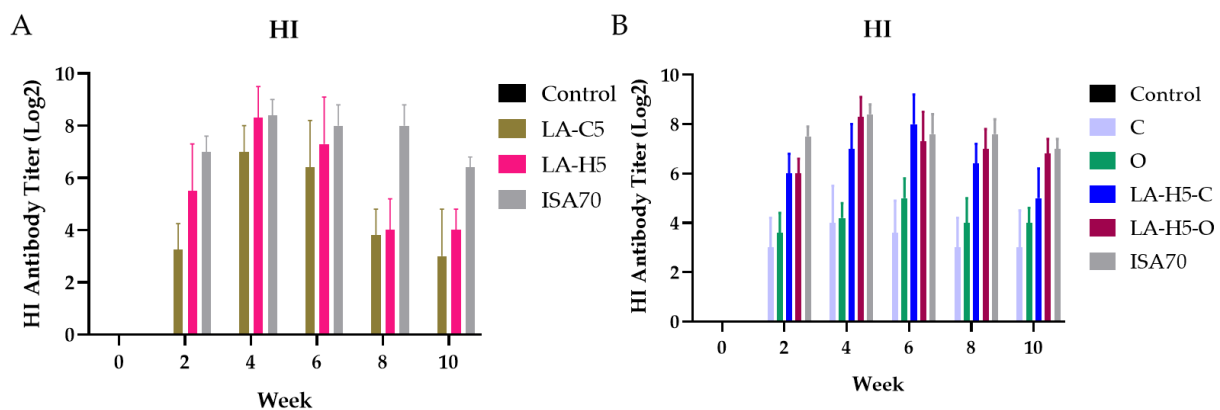 A
HI
HI Antibody Titer (Log2)
10
8
6
4
2
0
0 2 4 6 8 10
Week
Control
LA-C5
LA-H5
ISA70
B
HI
HI Antibody Titer (Log2)
10
8
6
4
2
0
0 2 4 6 8 10
Week
Control
C
O
LA-H5-C
LA-H5-O
ISA70